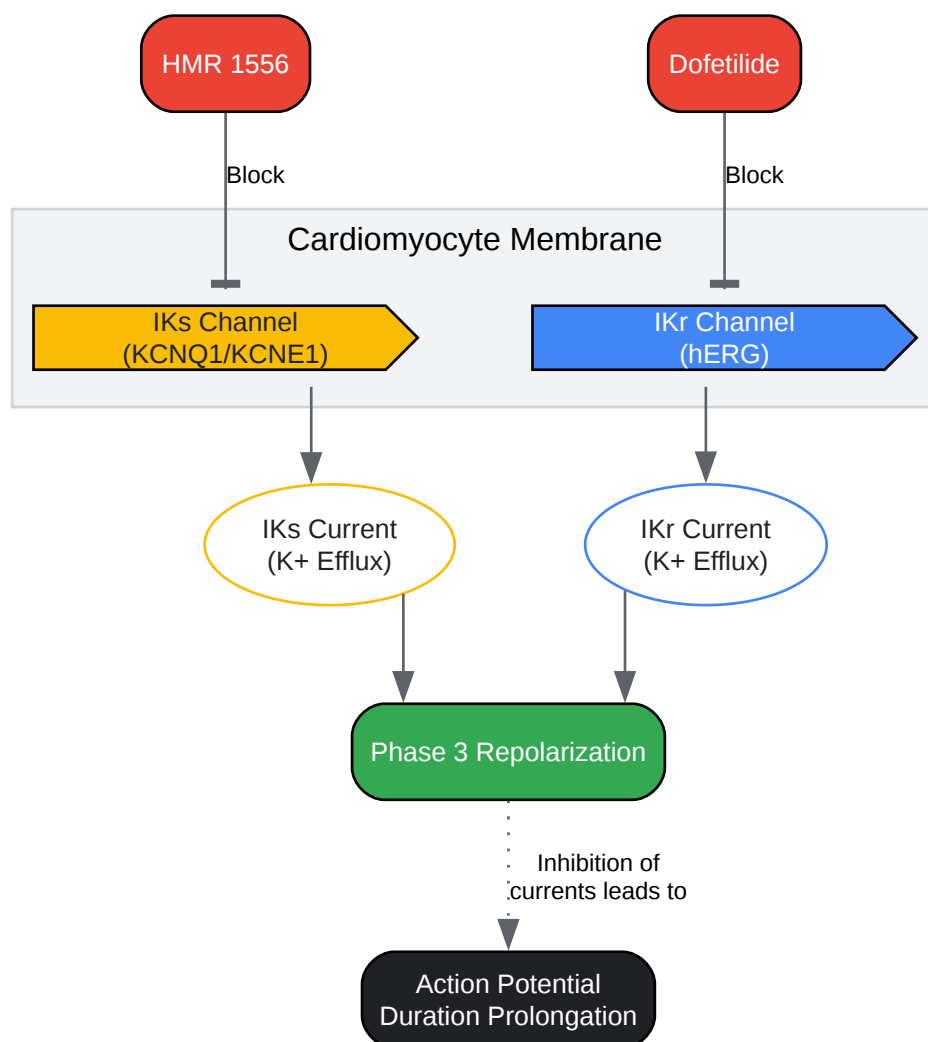 HMR 1556
Dofetilide
Block
Block
Cardiomyocyte Membrane
IKs Channel
(KCNQ1/KCNE1)
IKr Channel
(hERG)
IKs Current
(K+ Efflux)
IKr Current
(K+ Efflux)
Phase 3 Repolarization
Inhibition of
currents leads to
Action Potential
Duration Prolongation